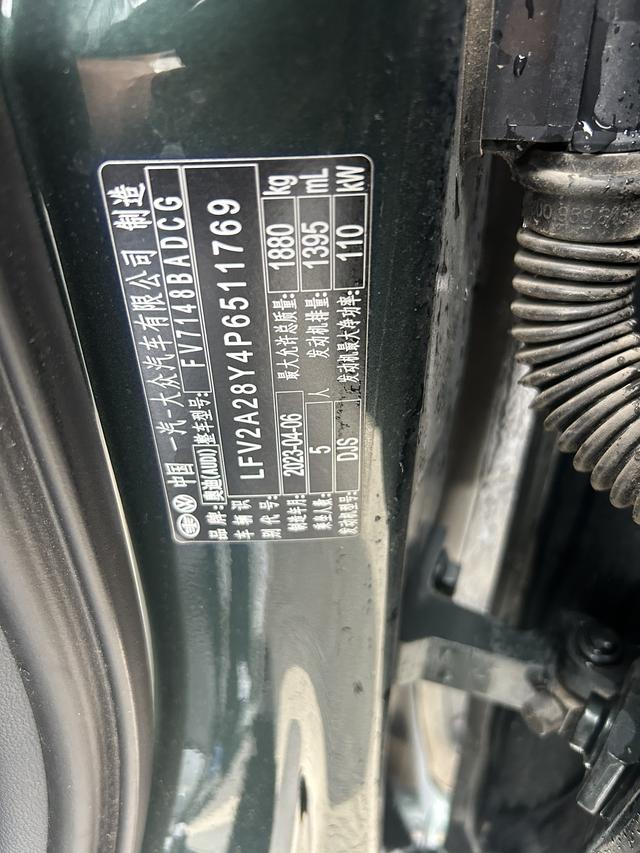 中国 一汽-大众汽车有限公司 制造
品牌: 奥迪(AUDI) 整车型号: FV7148BADCG
车辆识别代号: LFV2A28Y4P6511769
制造年月: 2023-04-06 最大允许总质量: 1880 kg
乘坐人数: 5 人 发动机排量: 1395 mL
发动机型号: DJS 发动机最大净功率: 110 kW